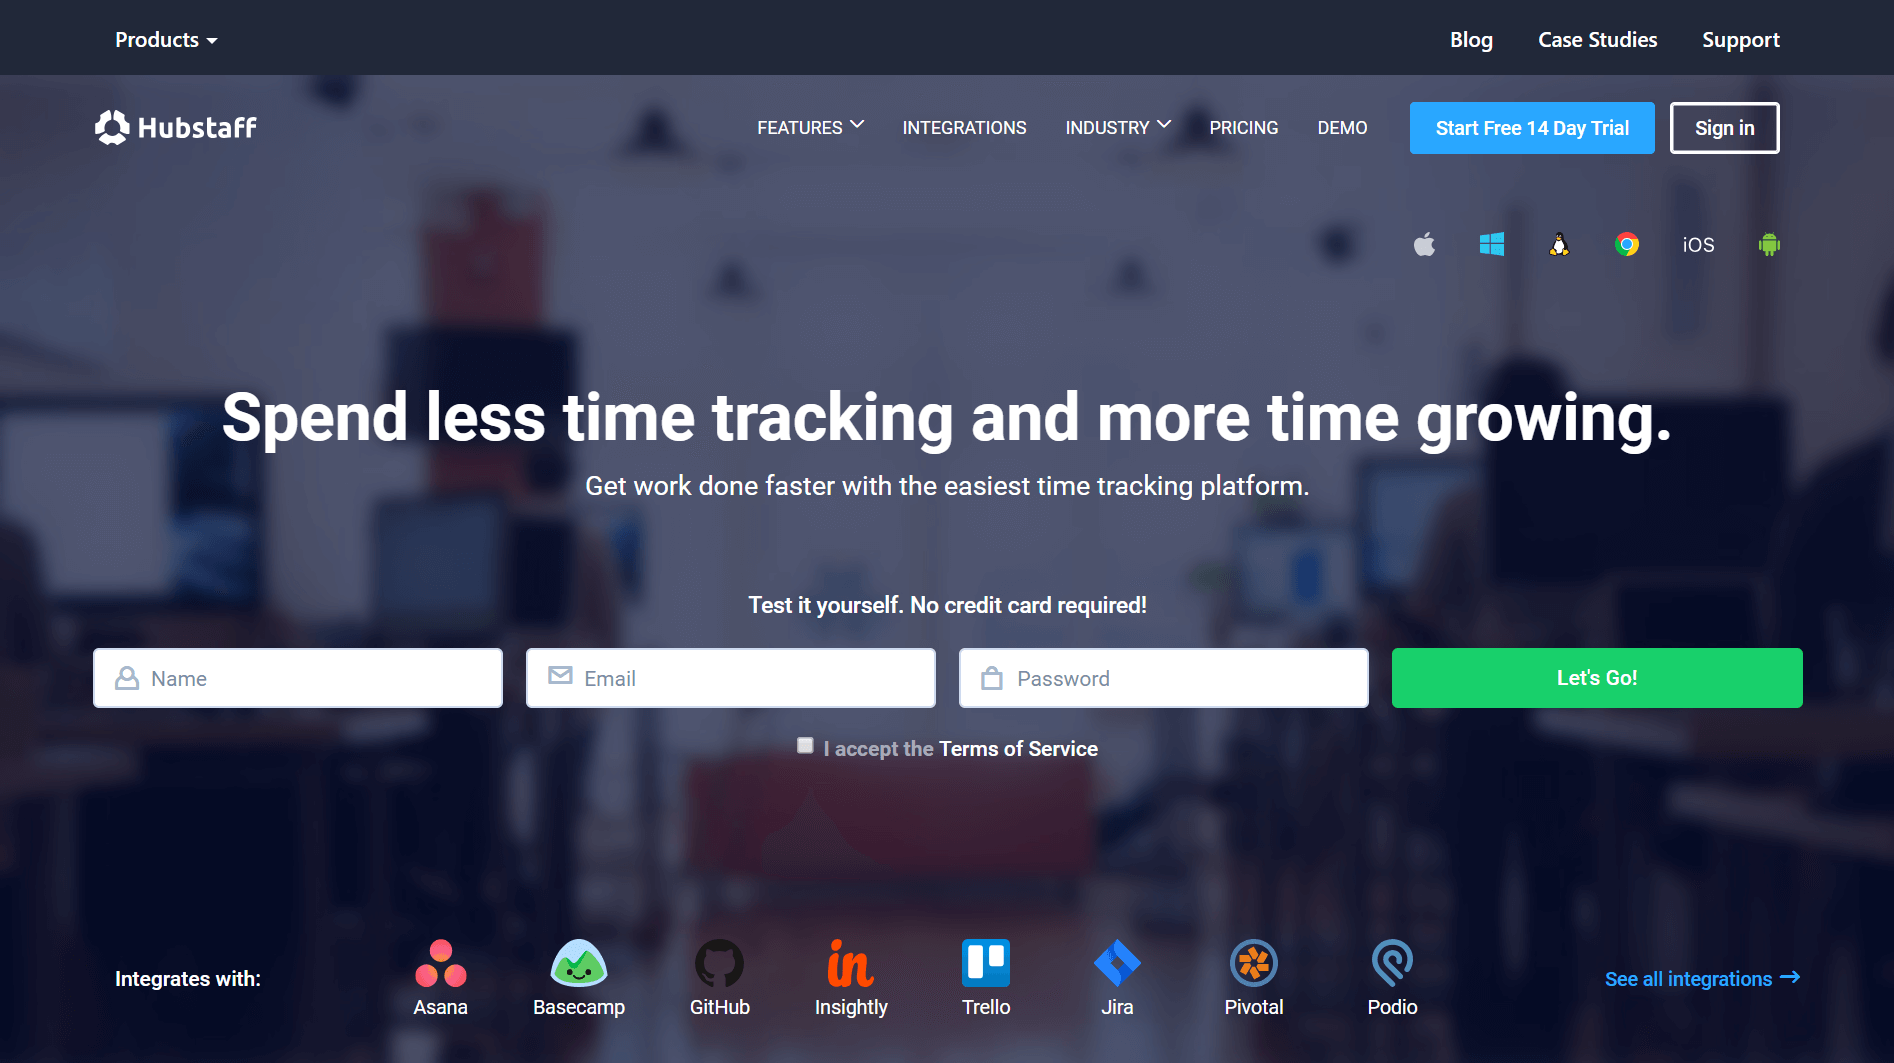 Products
Blog
Case Studies
Support
Hubstaff
FEATURES
INTEGRATIONS
INDUSTRY
PRICING
DEMO
Start Free 14 Day Trial
Sign in
iOS
Spend less time tracking and more time growing.
Get work done faster with the easiest time tracking platform.
Test it yourself. No credit card required!
Name
Email
Password
Let's Go!
I accept the Terms of Service
Integrates with:
in
Asana
Basecamp
GitHub
Insightly
Trello
Jira
Pivotal
Podio
See all integrations